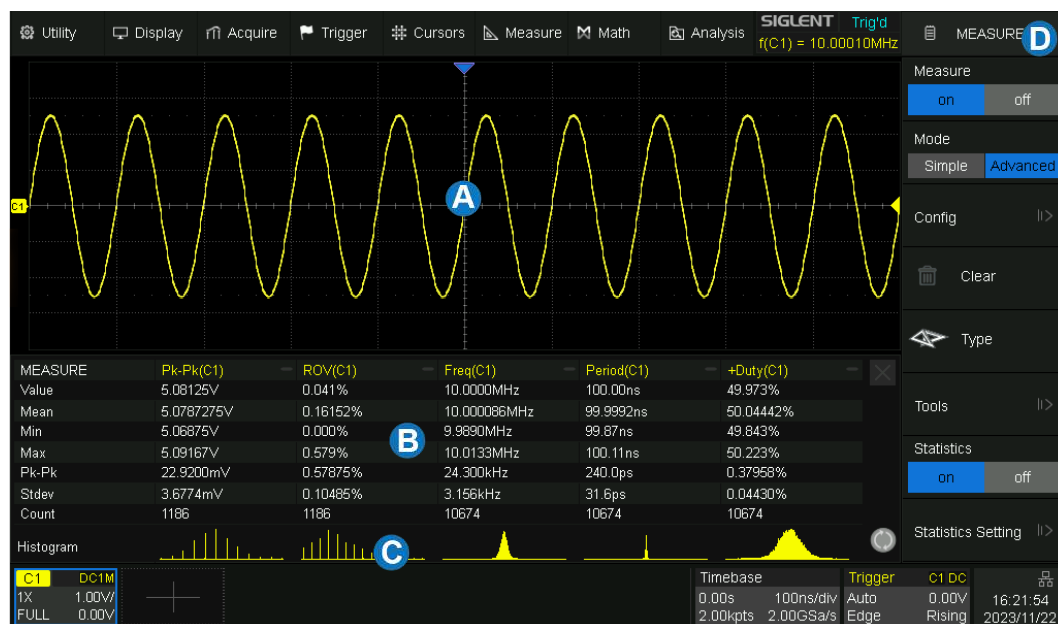 Utility Display Acquire Trigger Cursors Measure Math Analysis SIGLENT Trig'd
f(C1) = 10.00010MHz
MEASURE D
Measure
on off
Mode
Simple Advanced
Config
Clear
Type
Tools
Statistics
on off
Statistics Setting
C1
A
MEASURE Pk-Pk(C1) ROV(C1) Freq(C1) Period(C1) +Duty(C1)
Value 5.08125V 0.041% 10.0000MHz 100.00ns 49.973%
Mean 5.0787275V 0.16152% 10.000086MHz 99.9992ns 50.04442%
Min 5.06875V 0.000% 9.9890MHz 99.87ns 49.843%
B
Max 5.09167V 0.579% 10.0133MHz 100.11ns 50.223%
Pk-Pk 22.9200mV 0.57875% 24.300kHz 240.0ps 0.37958%
Stdev 3.6774mV 0.10485% 3.156kHz 31.6ps 0.04430%
Count 1186 1186 10674 10674 10674
Histogram
C
C1 DC1M
1X 1.00V/
FULL 0.00V
Timebase
0.00s 100ns/div
2.00kpts 2.00GSa/s
Trigger C1 DC
Auto 0.00V
Edge Rising
16:21:54
2023/11/22